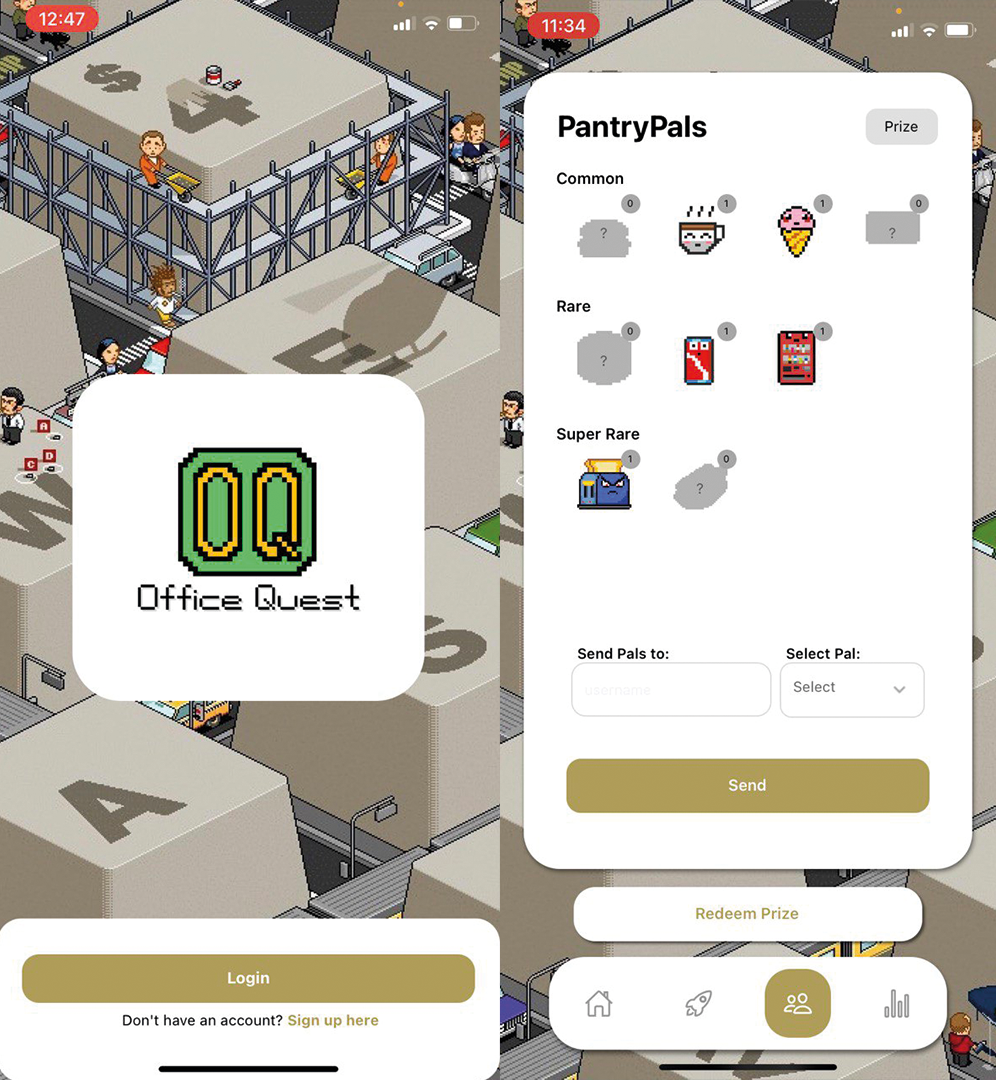 12:47
$
4
E
A
D
C
W
S
A
OQ
Office Quest
Login
Don't have an account? Sign up here
11:34
PantryPals
Prize
Common
0
1
1
0
?
?
Rare
0
1
1
?
Super Rare
1
0
?
Send Pals to:
Select Pal:
username
Select
Send
Redeem Prize